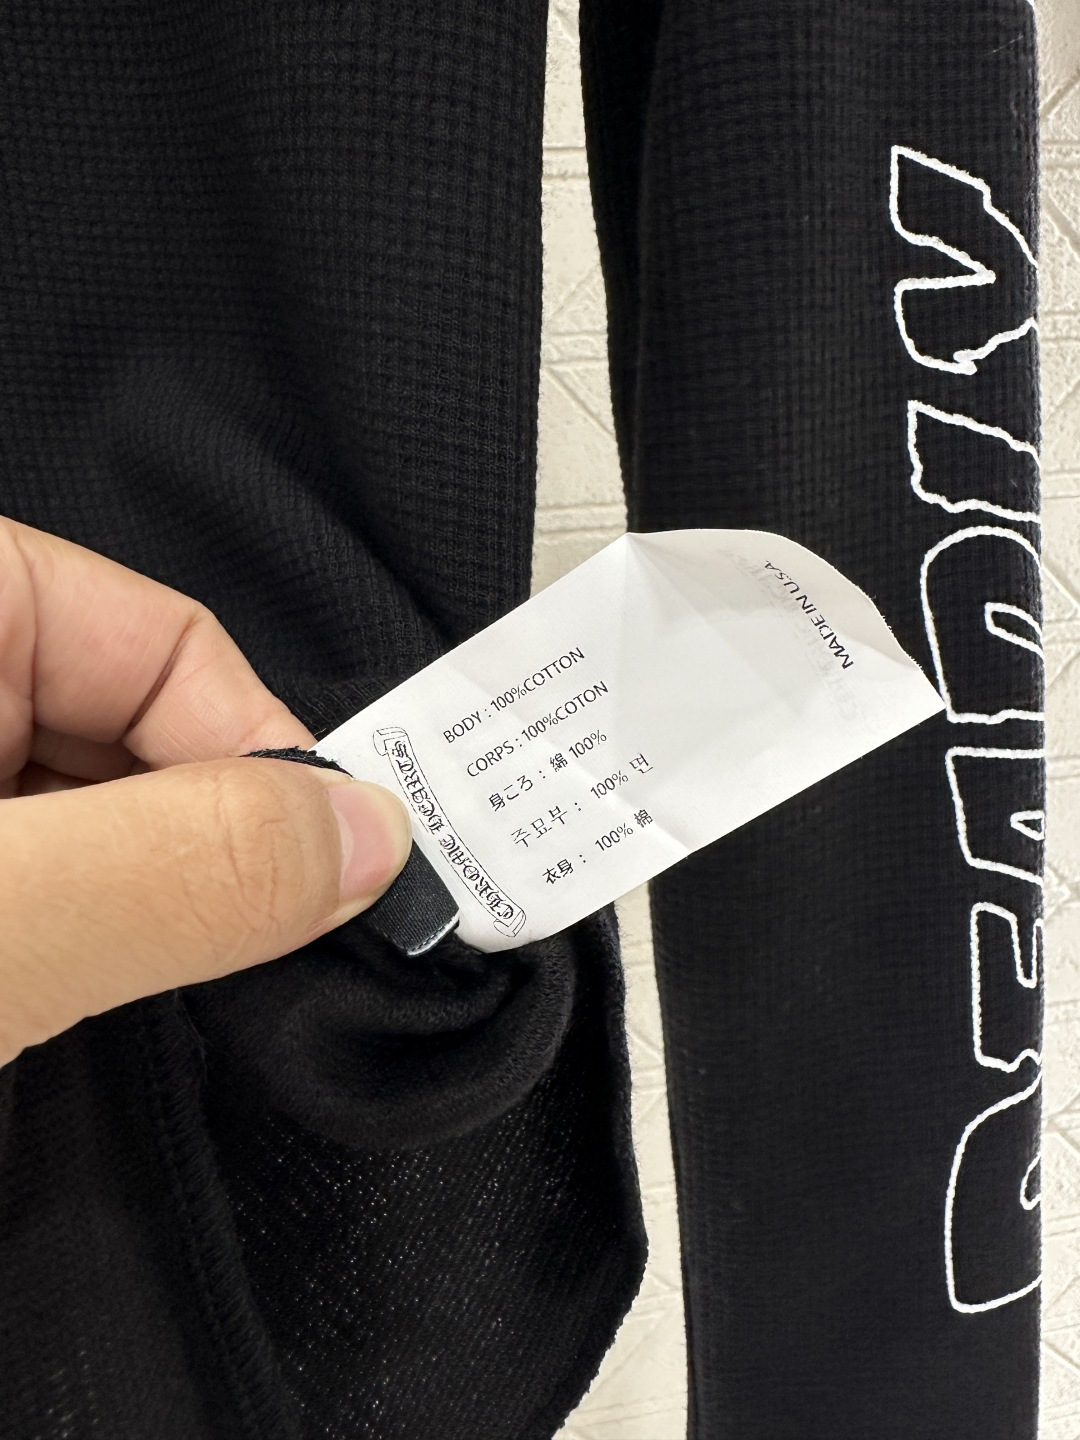 CHROME HEARTS
BODY : 100%COTTON
CORPS : 100%COTON
身ころ : 綿 100%
주요부 : 100% 면
衣身 : 100% 棉
MADE IN U.S.A